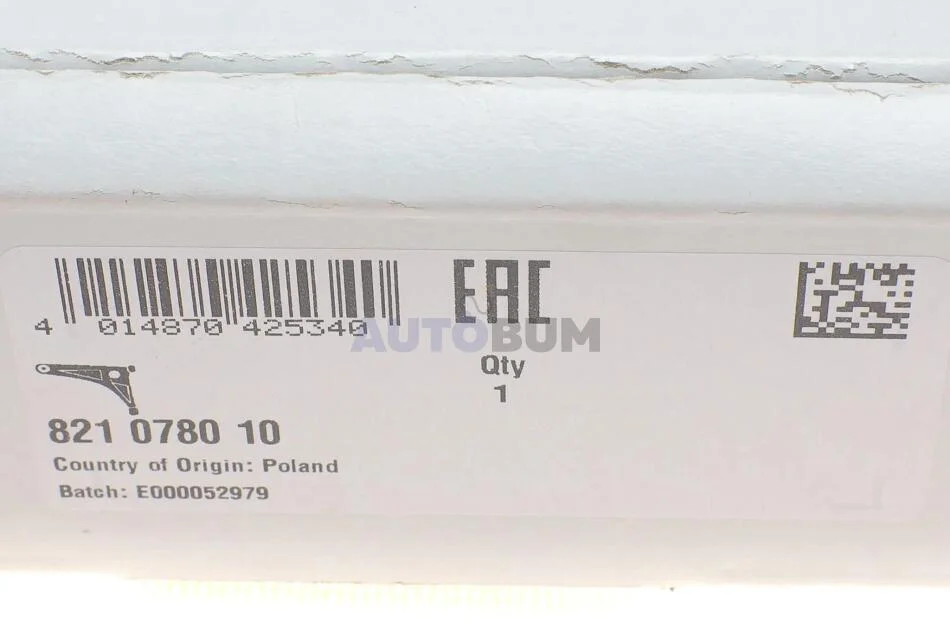 4 014870 425340
EAC
AUTOBUM
Qty
1
821 0780 10
Country of Origin: Poland
Batch: E000052979